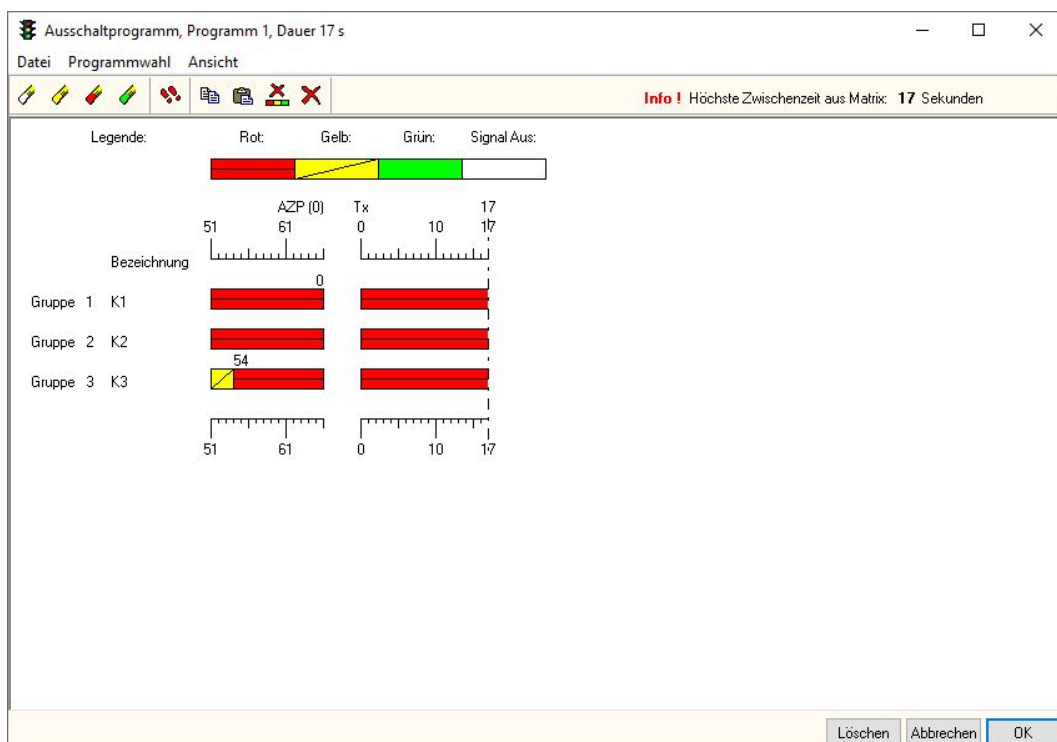 Ausschaltprogramm, Programm 1, Dauer 17 s
Datei Programmwahl Ansicht
Info ! Höchste Zwischenzeit aus Matrix: 17 Sekunden
Legende: Rot: Gelb: Grün: Signal Aus:
AZP (0) Tx 17
51 61 0 10 17
Bezeichnung
0
Gruppe 1 K1
Gruppe 2 K2
54
Gruppe 3 K3
51 61 0 10 17
Löschen Abbrechen OK